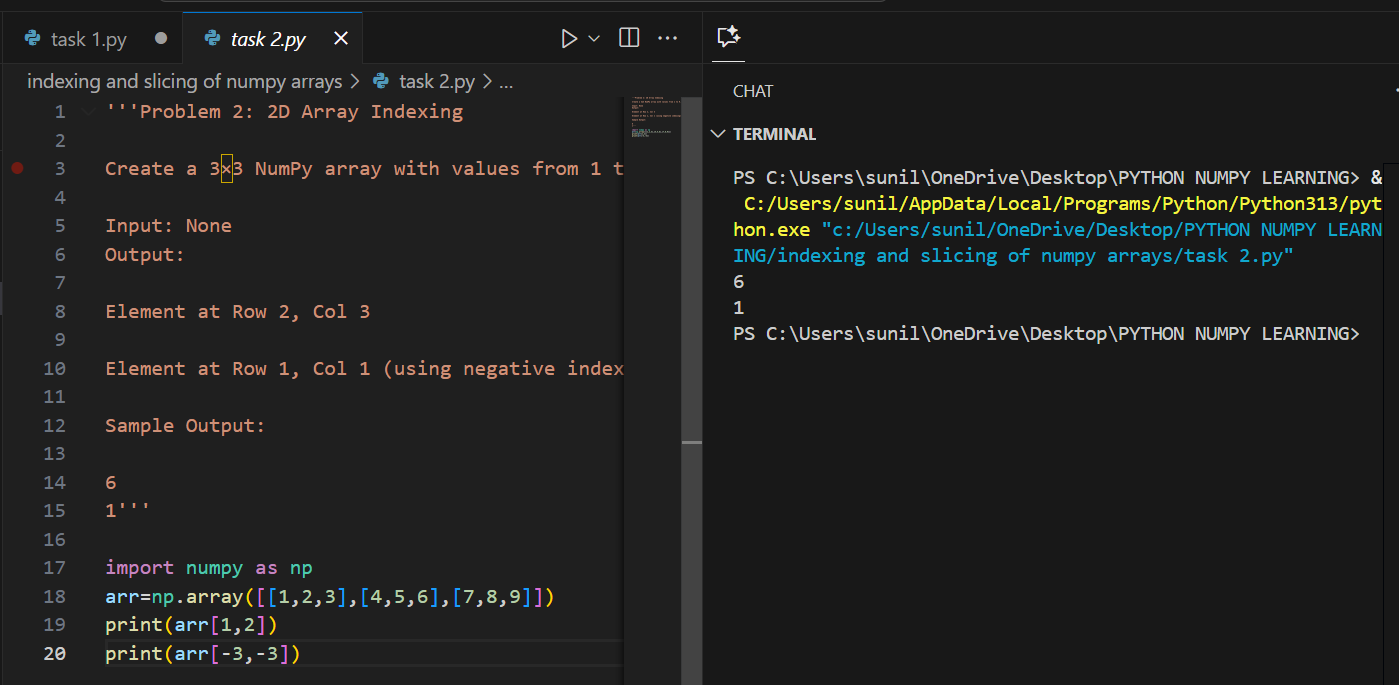 task 1.py
task 2.py
indexing and slicing of numpy arrays > task 2.py > ...
1 '''Problem 2: 2D Array Indexing
2
3 Create a 3×3 NumPy array with values from 1 t
4
5 Input: None
6 Output:
7
8 Element at Row 2, Col 3
9
10 Element at Row 1, Col 1 (using negative index
11
12 Sample Output:
13
14 6
15 1'''
16
17 import numpy as np
18 arr=np.array([[1,2,3],[4,5,6],[7,8,9]])
19 print(arr[1,2])
20 print(arr[-3,-3])
CHAT
TERMINAL
PS C:\Users\sunil\OneDrive\Desktop\PYTHON NUMPY LEARNING> &
C:/Users/sunil/AppData/Local/Programs/Python/Python313/pyt
hon.exe "c:/Users/sunil/OneDrive/Desktop/PYTHON NUMPY LEARN
ING/indexing and slicing of numpy arrays/task 2.py"
6
1
PS C:\Users\sunil\OneDrive\Desktop\PYTHON NUMPY LEARNING>